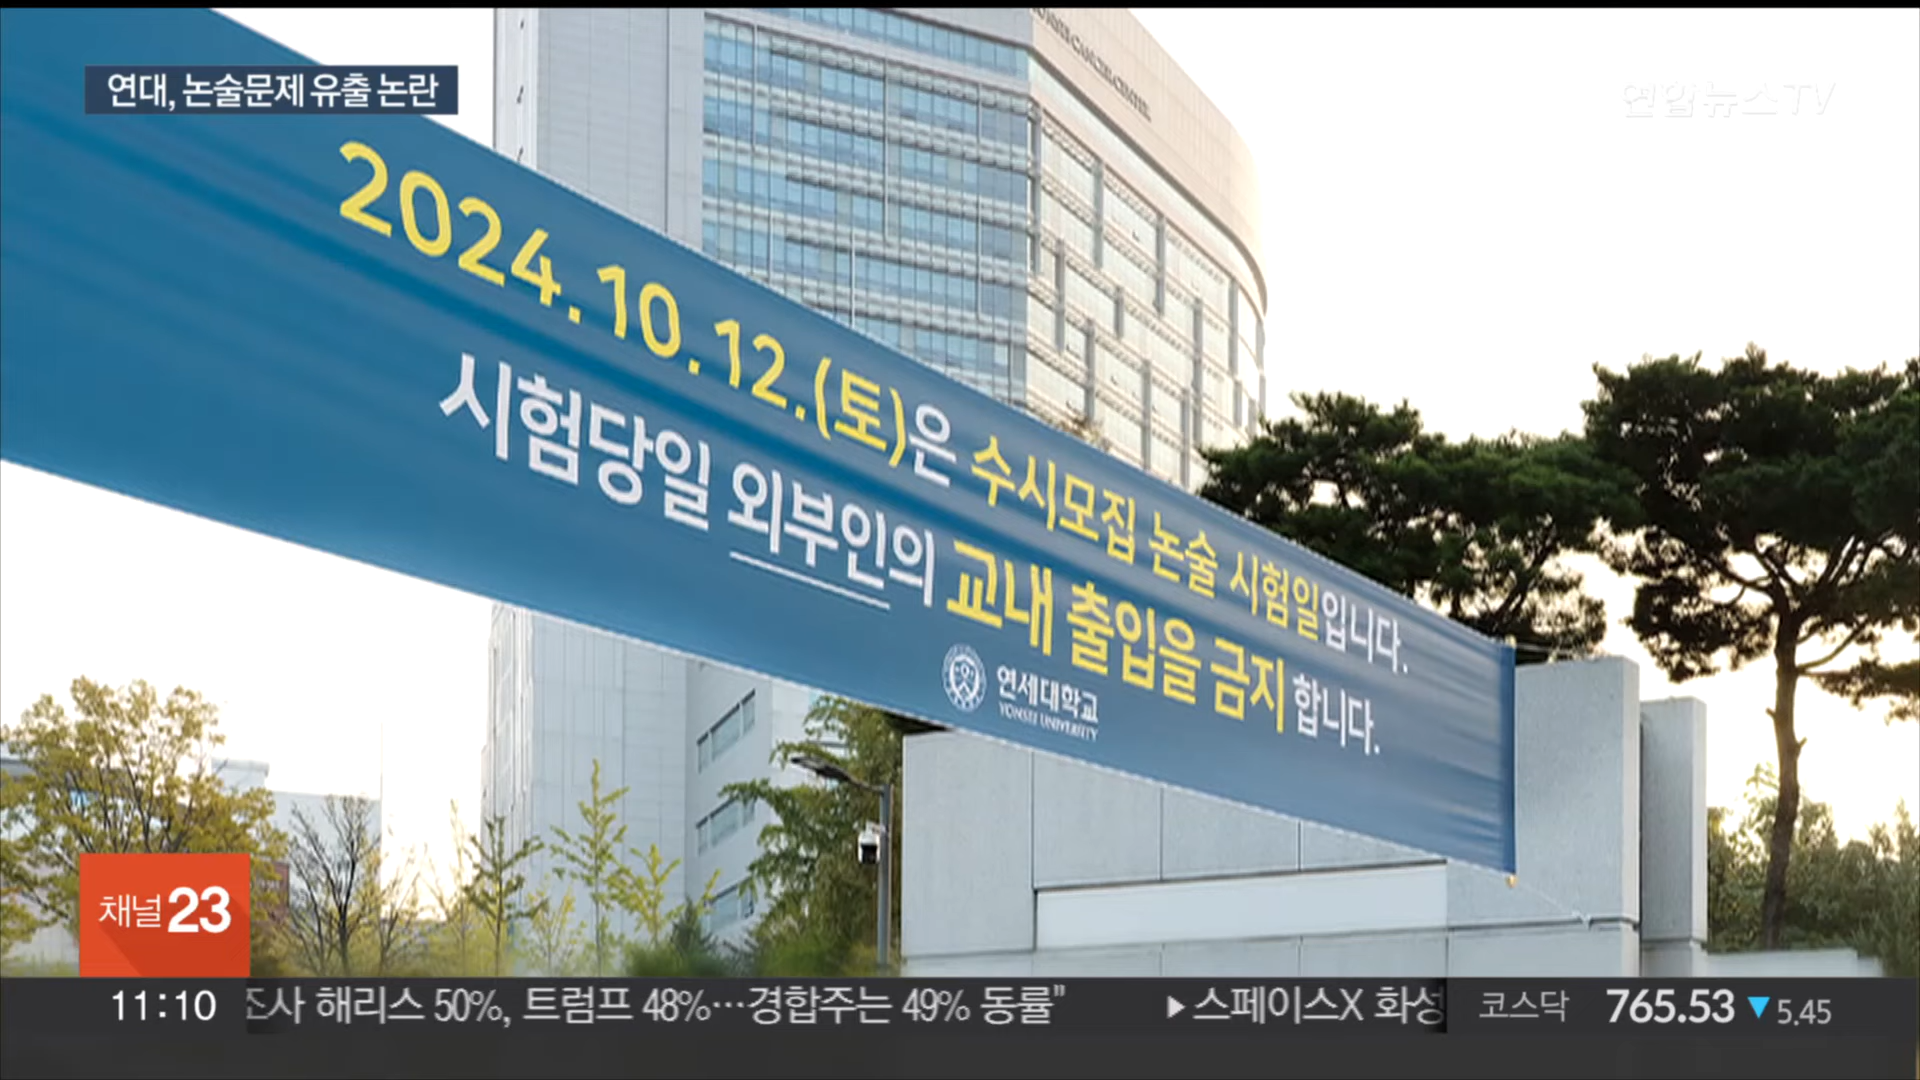 연대, 논술문제 유출 논란
연합뉴스TV
CANCER CENTER
2024.10.12.(토)은 수시모집 논술 시험일입니다.
시험당일 외부인의 교내 출입을 금지 합니다.
연세대학교
YONSEI UNIVERSITY
채널23
11:10 조사 해리스 50%, 트럼프 48%…경합주는 49% 동률” ▶스페이스X 화성 코스닥 765.53 ▼5.45